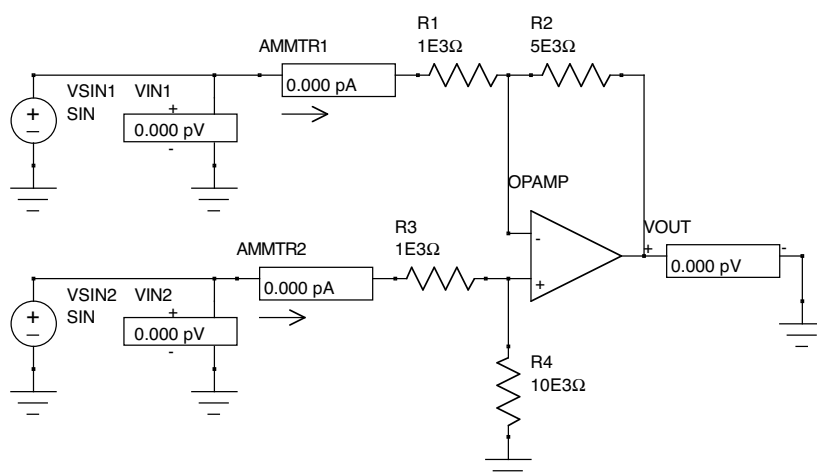 R1
1E3Ω
R2
5E3Ω
AMMTR1
0.000 pA
VSIN1
SIN
VIN1
+
0.000 pV
-
+
−
OPAMP
-
+
R3
1E3Ω
AMMTR2
0.000 pA
VOUT
+
-
0.000 pV
VSIN2
SIN
VIN2
+
0.000 pV
-
+
−
R4
10E3Ω